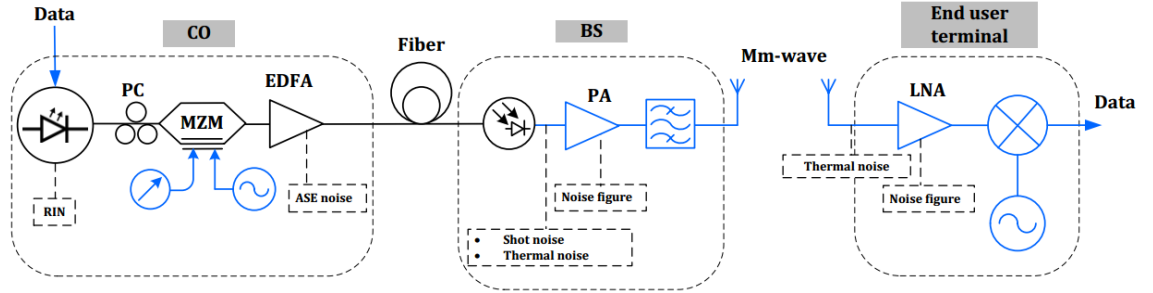 Data
CO
PC
MZM
EDFA
RIN
ASE noise
Fiber
BS
PA
Noise figure
• Shot noise
• Thermal noise
Mm-wave
End user
terminal
LNA
Data
Thermal noise
Noise figure